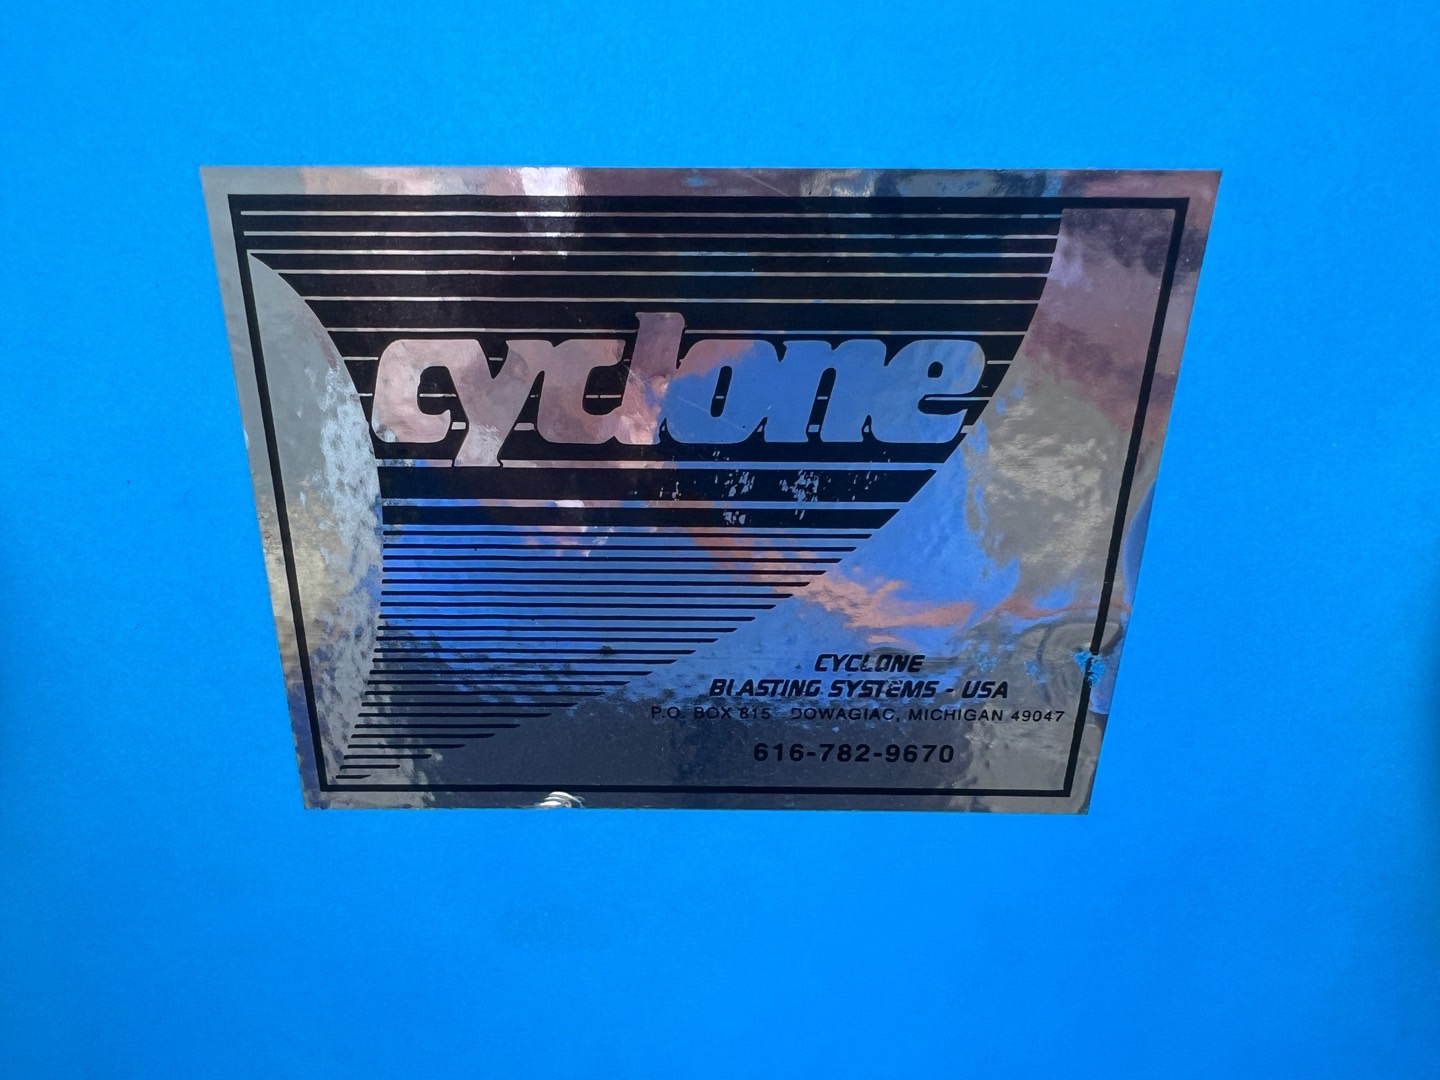 cyclone
CYCLONE
BLASTING SYSTEMS - USA
P.O. BOX 815 DOWAGIAC, MICHIGAN 49047
616-782-9670